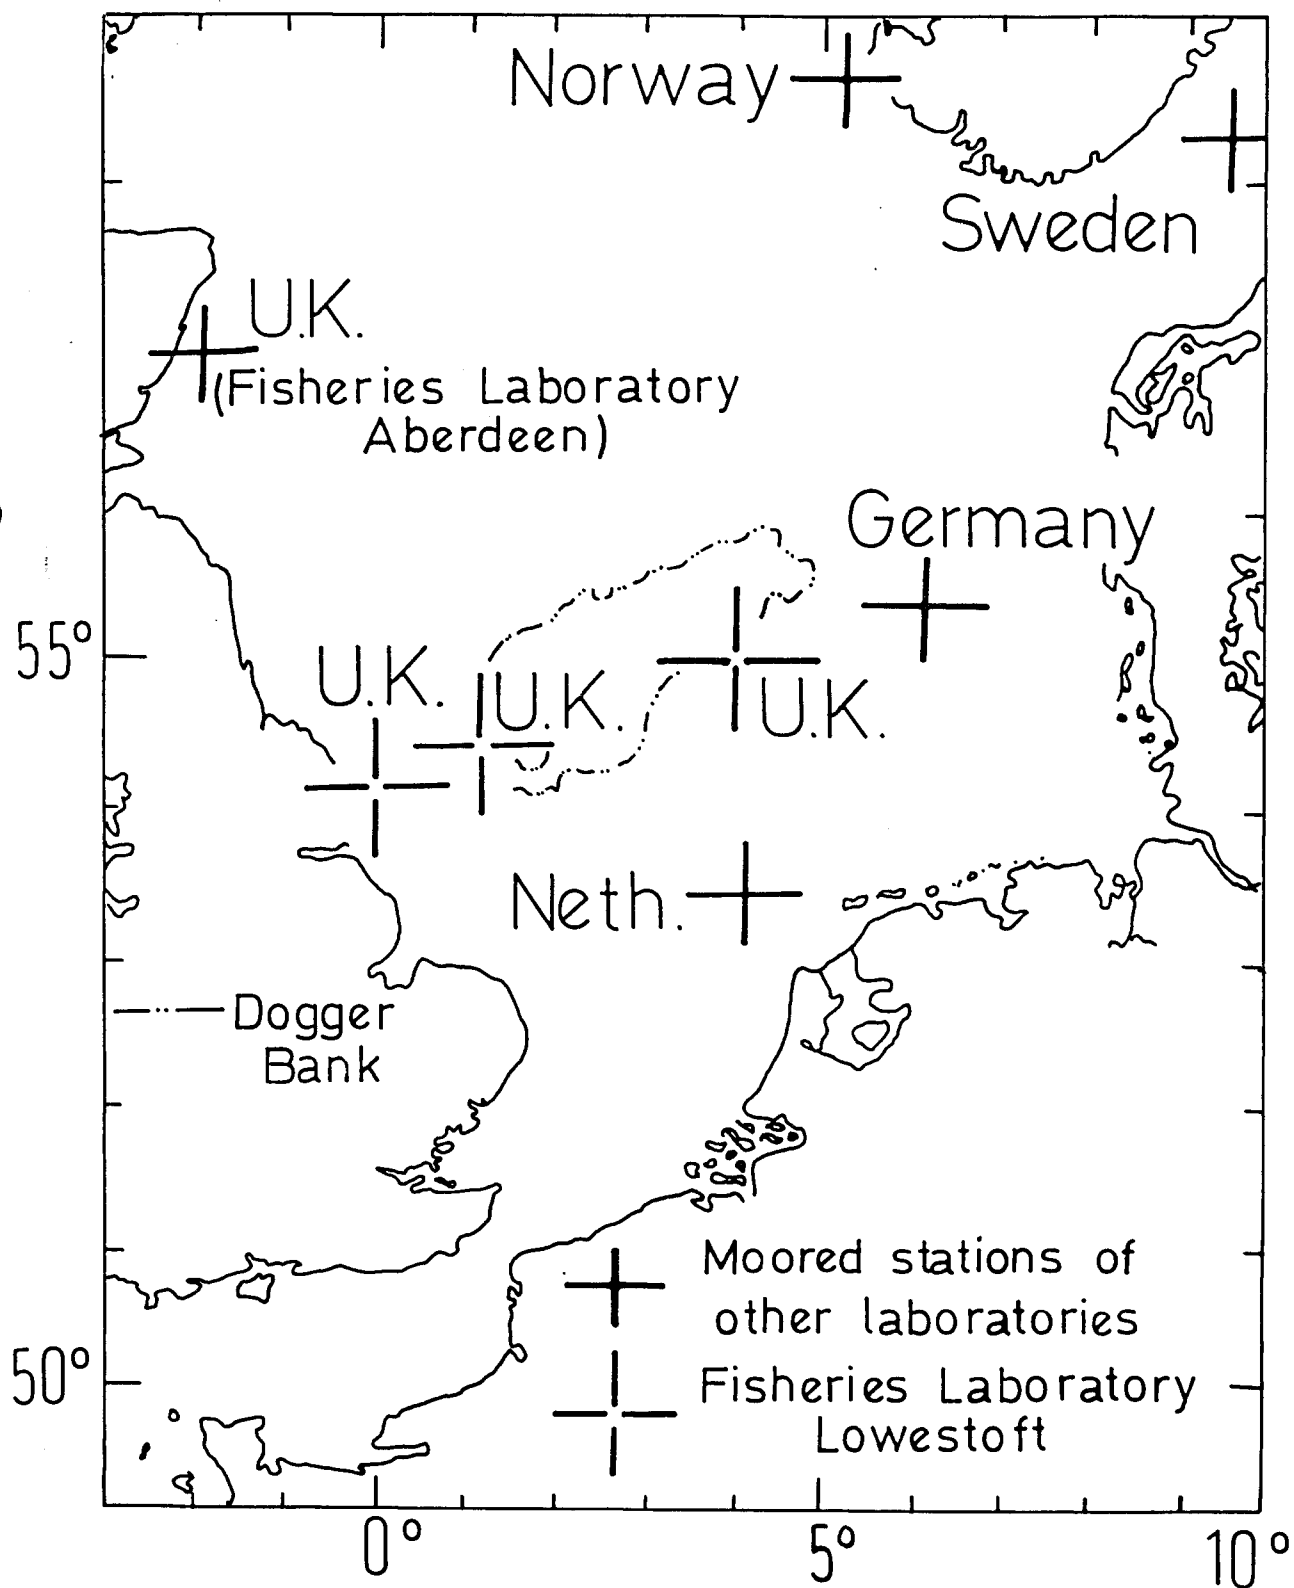 Norway
Sweden
U.K.
(Fisheries Laboratory
Aberdeen)
Germany
55°
U.K.
U.K.
U.K.
Neth.
Dogger
Bank
Moored stations of
other laboratories
50°
Fisheries Laboratory
Lowestoft
0°
5°
10°